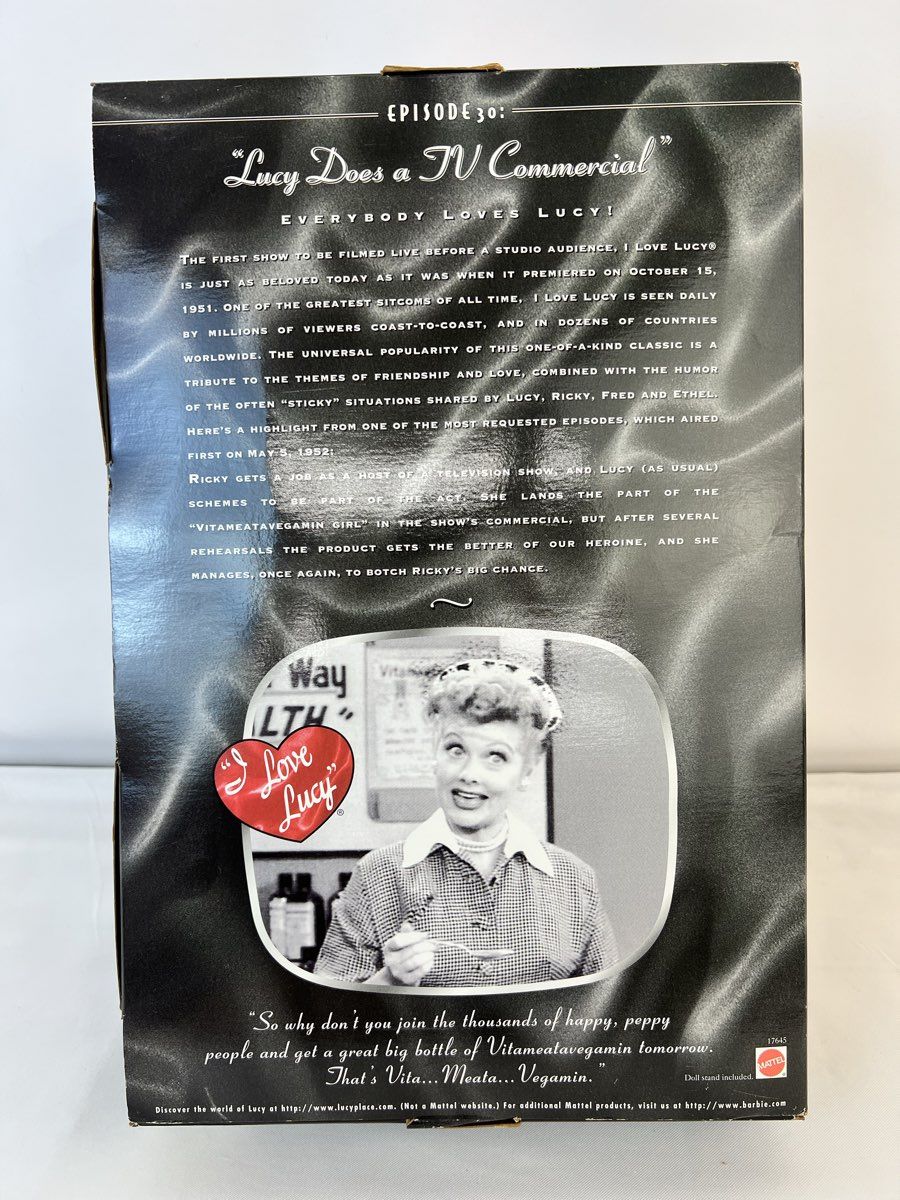 EPISODE 30:
"Lucy Does a TV Commercial"
EVERYBODY LOVES LUCY!
THE FIRST SHOW TO BE FILMED LIVE BEFORE A STUDIO AUDIENCE, I LOVE LUCY®
IS JUST AS BELOVED TODAY AS IT WAS WHEN IT PREMIERED ON OCTOBER 15,
1951. ONE OF THE GREATEST SITCOMS OF ALL TIME, I LOVE LUCY IS SEEN DAILY
BY MILLIONS OF VIEWERS COAST-TO-COAST, AND IN DOZENS OF COUNTRIES
WORLDWIDE. THE UNIVERSAL POPULARITY OF THIS ONE-OF-A-KIND CLASSIC IS A
TRIBUTE TO THE THEMES OF FRIENDSHIP AND LOVE, COMBINED WITH THE HUMOR
OF THE OFTEN "STICKY" SITUATIONS SHARED BY LUCY, RICKY, FRED AND ETHEL.
HERE'S A HIGHLIGHT FROM ONE OF THE MOST REQUESTED EPISODES, WHICH AIRED
FIRST ON MAY 5, 1952:
RICKY GETS A JOB AS A HOST OF A TELEVISION SHOW, AND LUCY (AS USUAL)
SCHEMES TO BE PART OF THE ACT. SHE LANDS THE PART OF THE
"VITAMEATAVEGAMIN GIRL" IN THE SHOW'S COMMERCIAL, BUT AFTER SEVERAL
REHEARSALS THE PRODUCT GETS THE BETTER OF OUR HEROINE, AND SHE
MANAGES, ONCE AGAIN, TO BOTCH RICKY'S BIG CHANCE.
Way
LTH"
"I
Love
Lucy"®
"So why don't you join the thousands of happy, peppy
people and get a great big bottle of Vitameatavegamin tomorrow.
That's Vita...Meata...Vegamin."
17645
MATTEL
Doll stand included.
Discover the world of Lucy at http://www.lucyplace.com. (Not a Mattel website.) For additional Mattel products, visit us at http://www.barbie.com